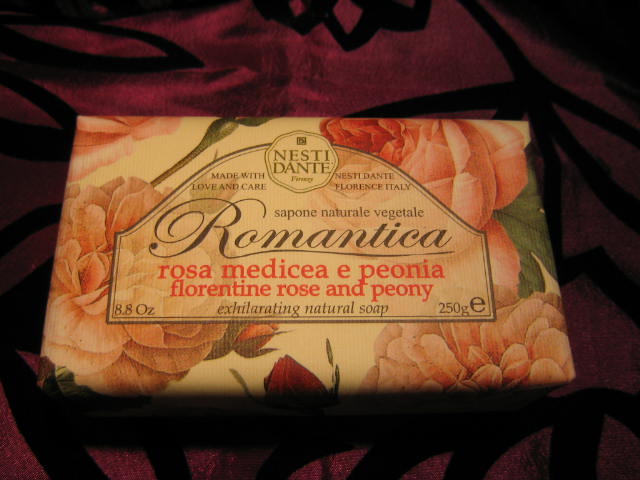 NESTI
DANTE
Firenze
MADE WITH
LOVE AND CARE
NESTI DANTE
FLORENCE ITALY
sapone naturale vegetale
Romantica
rosa medicea e peonia
florentine rose and peony
8.8 Oz
exhilarating natural soap
250g e